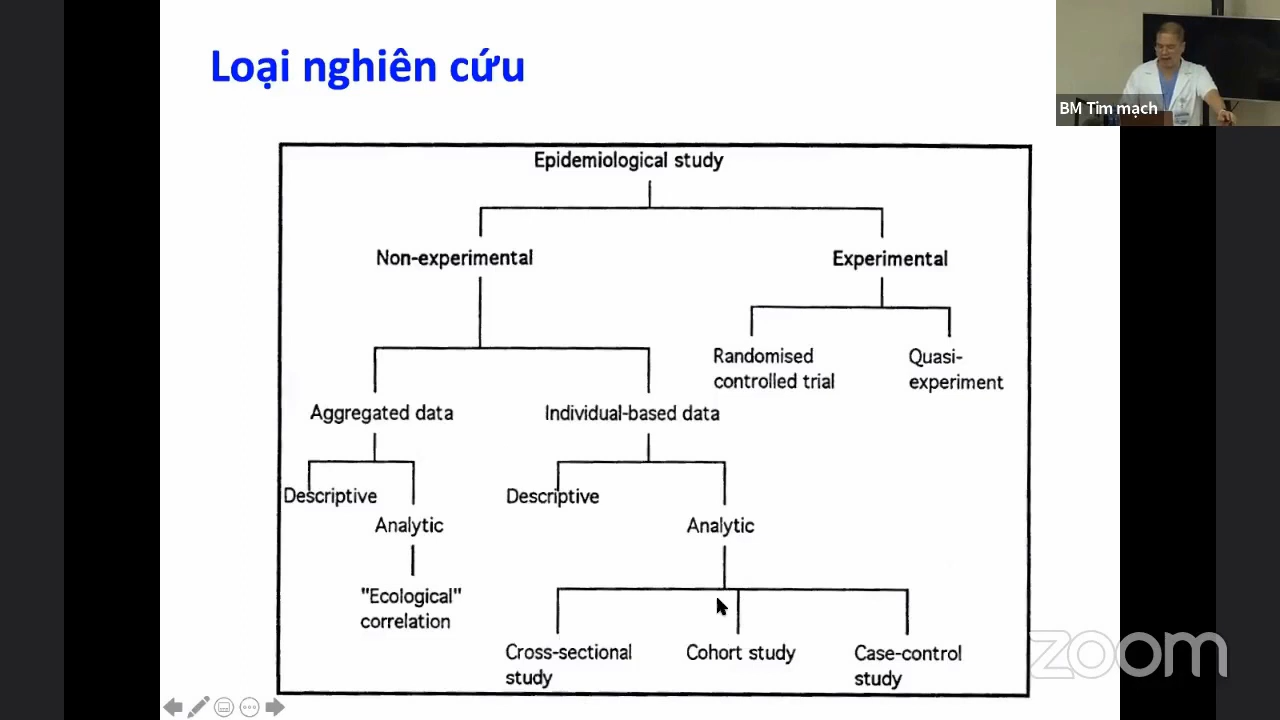 Loại nghiên cứu
BM Tim mạch
Epidemiological study
Non-experimental
Experimental
Randomised
controlled trial
Quasi-
experiment
Aggregated data
Individual-based data
Descriptive
Analytic
Descriptive
Analytic
"Ecological"
correlation
Cross-sectional
study
Cohort study
Case-control
study
zoom